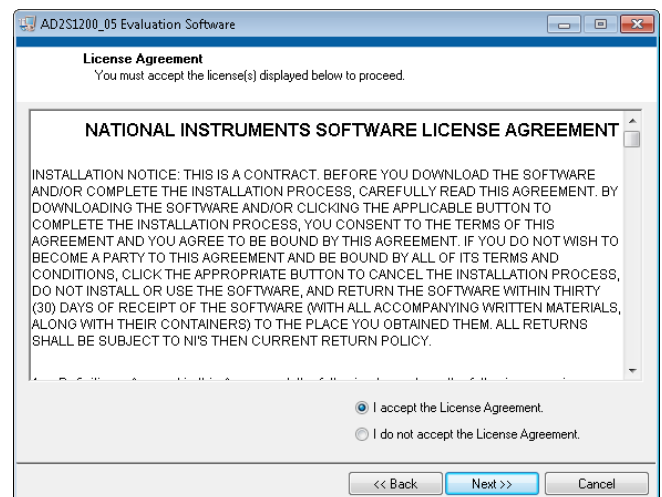 AD2S1200_05 Evaluation Software
License Agreement
You must accept the license(s) displayed below to proceed.
NATIONAL INSTRUMENTS SOFTWARE LICENSE AGREEMENT
INSTALLATION NOTICE: THIS IS A CONTRACT. BEFORE YOU DOWNLOAD THE SOFTWARE
AND/OR COMPLETE THE INSTALLATION PROCESS, CAREFULLY READ THIS AGREEMENT. BY
DOWNLOADING THE SOFTWARE AND/OR CLICKING THE APPLICABLE BUTTON TO
COMPLETE THE INSTALLATION PROCESS, YOU CONSENT TO THE TERMS OF THIS
AGREEMENT AND YOU AGREE TO BE BOUND BY THIS AGREEMENT. IF YOU DO NOT WISH TO
BECOME A PARTY TO THIS AGREEMENT AND BE BOUND BY ALL OF ITS TERMS AND
CONDITIONS, CLICK THE APPROPRIATE BUTTON TO CANCEL THE INSTALLATION PROCESS,
DO NOT INSTALL OR USE THE SOFTWARE, AND RETURN THE SOFTWARE WITHIN THIRTY
(30) DAYS OF RECEIPT OF THE SOFTWARE (WITH ALL ACCOMPANYING WRITTEN MATERIALS,
ALONG WITH THEIR CONTAINERS) TO THE PLACE YOU OBTAINED THEM. ALL RETURNS
SHALL BE SUBJECT TO NI'S THEN CURRENT RETURN POLICY.
I accept the License Agreement.
I do not accept the License Agreement.
<< Back
Next >>
Cancel